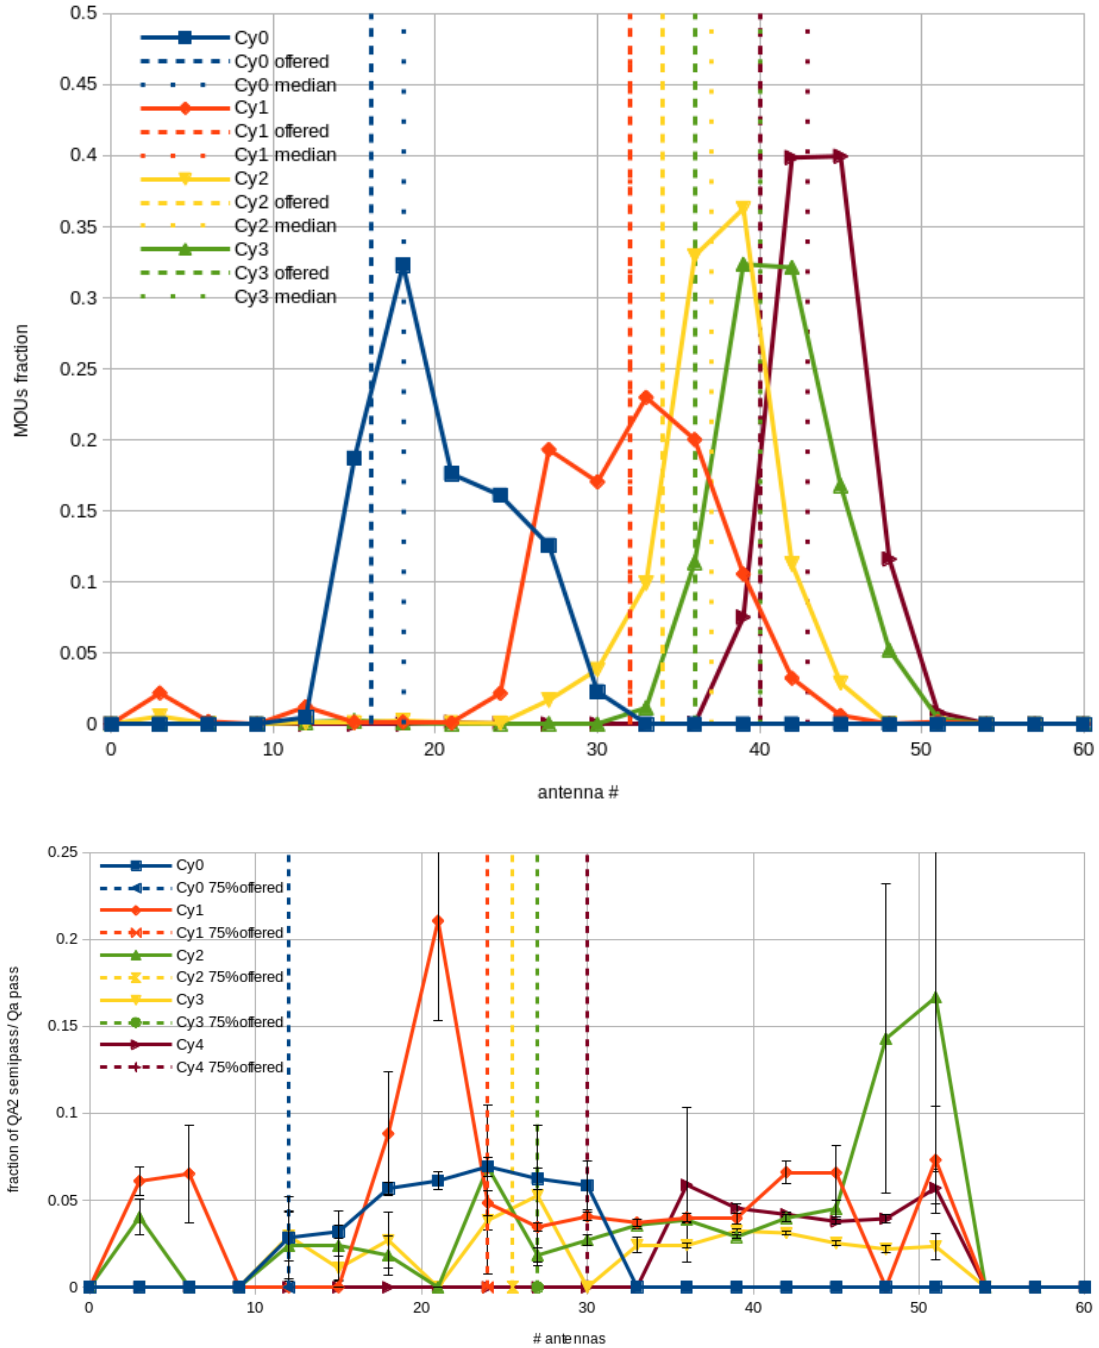 0.5
0.45
0.4
0.35
0.3
0.25
0.2
0.15
0.1
0.05
0
MOUs fraction
Cy0
Cy0 offered
Cy0 median
Cy1
Cy1 offered
Cy1 median
Cy2
Cy2 offered
Cy2 median
Cy3
Cy3 offered
Cy3 median
0 10 20 30 40 50 60
antenna #
0.25
0.2
0.15
0.1
0.05
0
fraction of QA2 semipass/ Qa pass
Cy0
Cy0 75%offered
Cy1
Cy1 75%offered
Cy2
Cy2 75%offered
Cy3
Cy3 75%offered
Cy4
Cy4 75%offered
0 10 20 30 40 50 60
# antennas